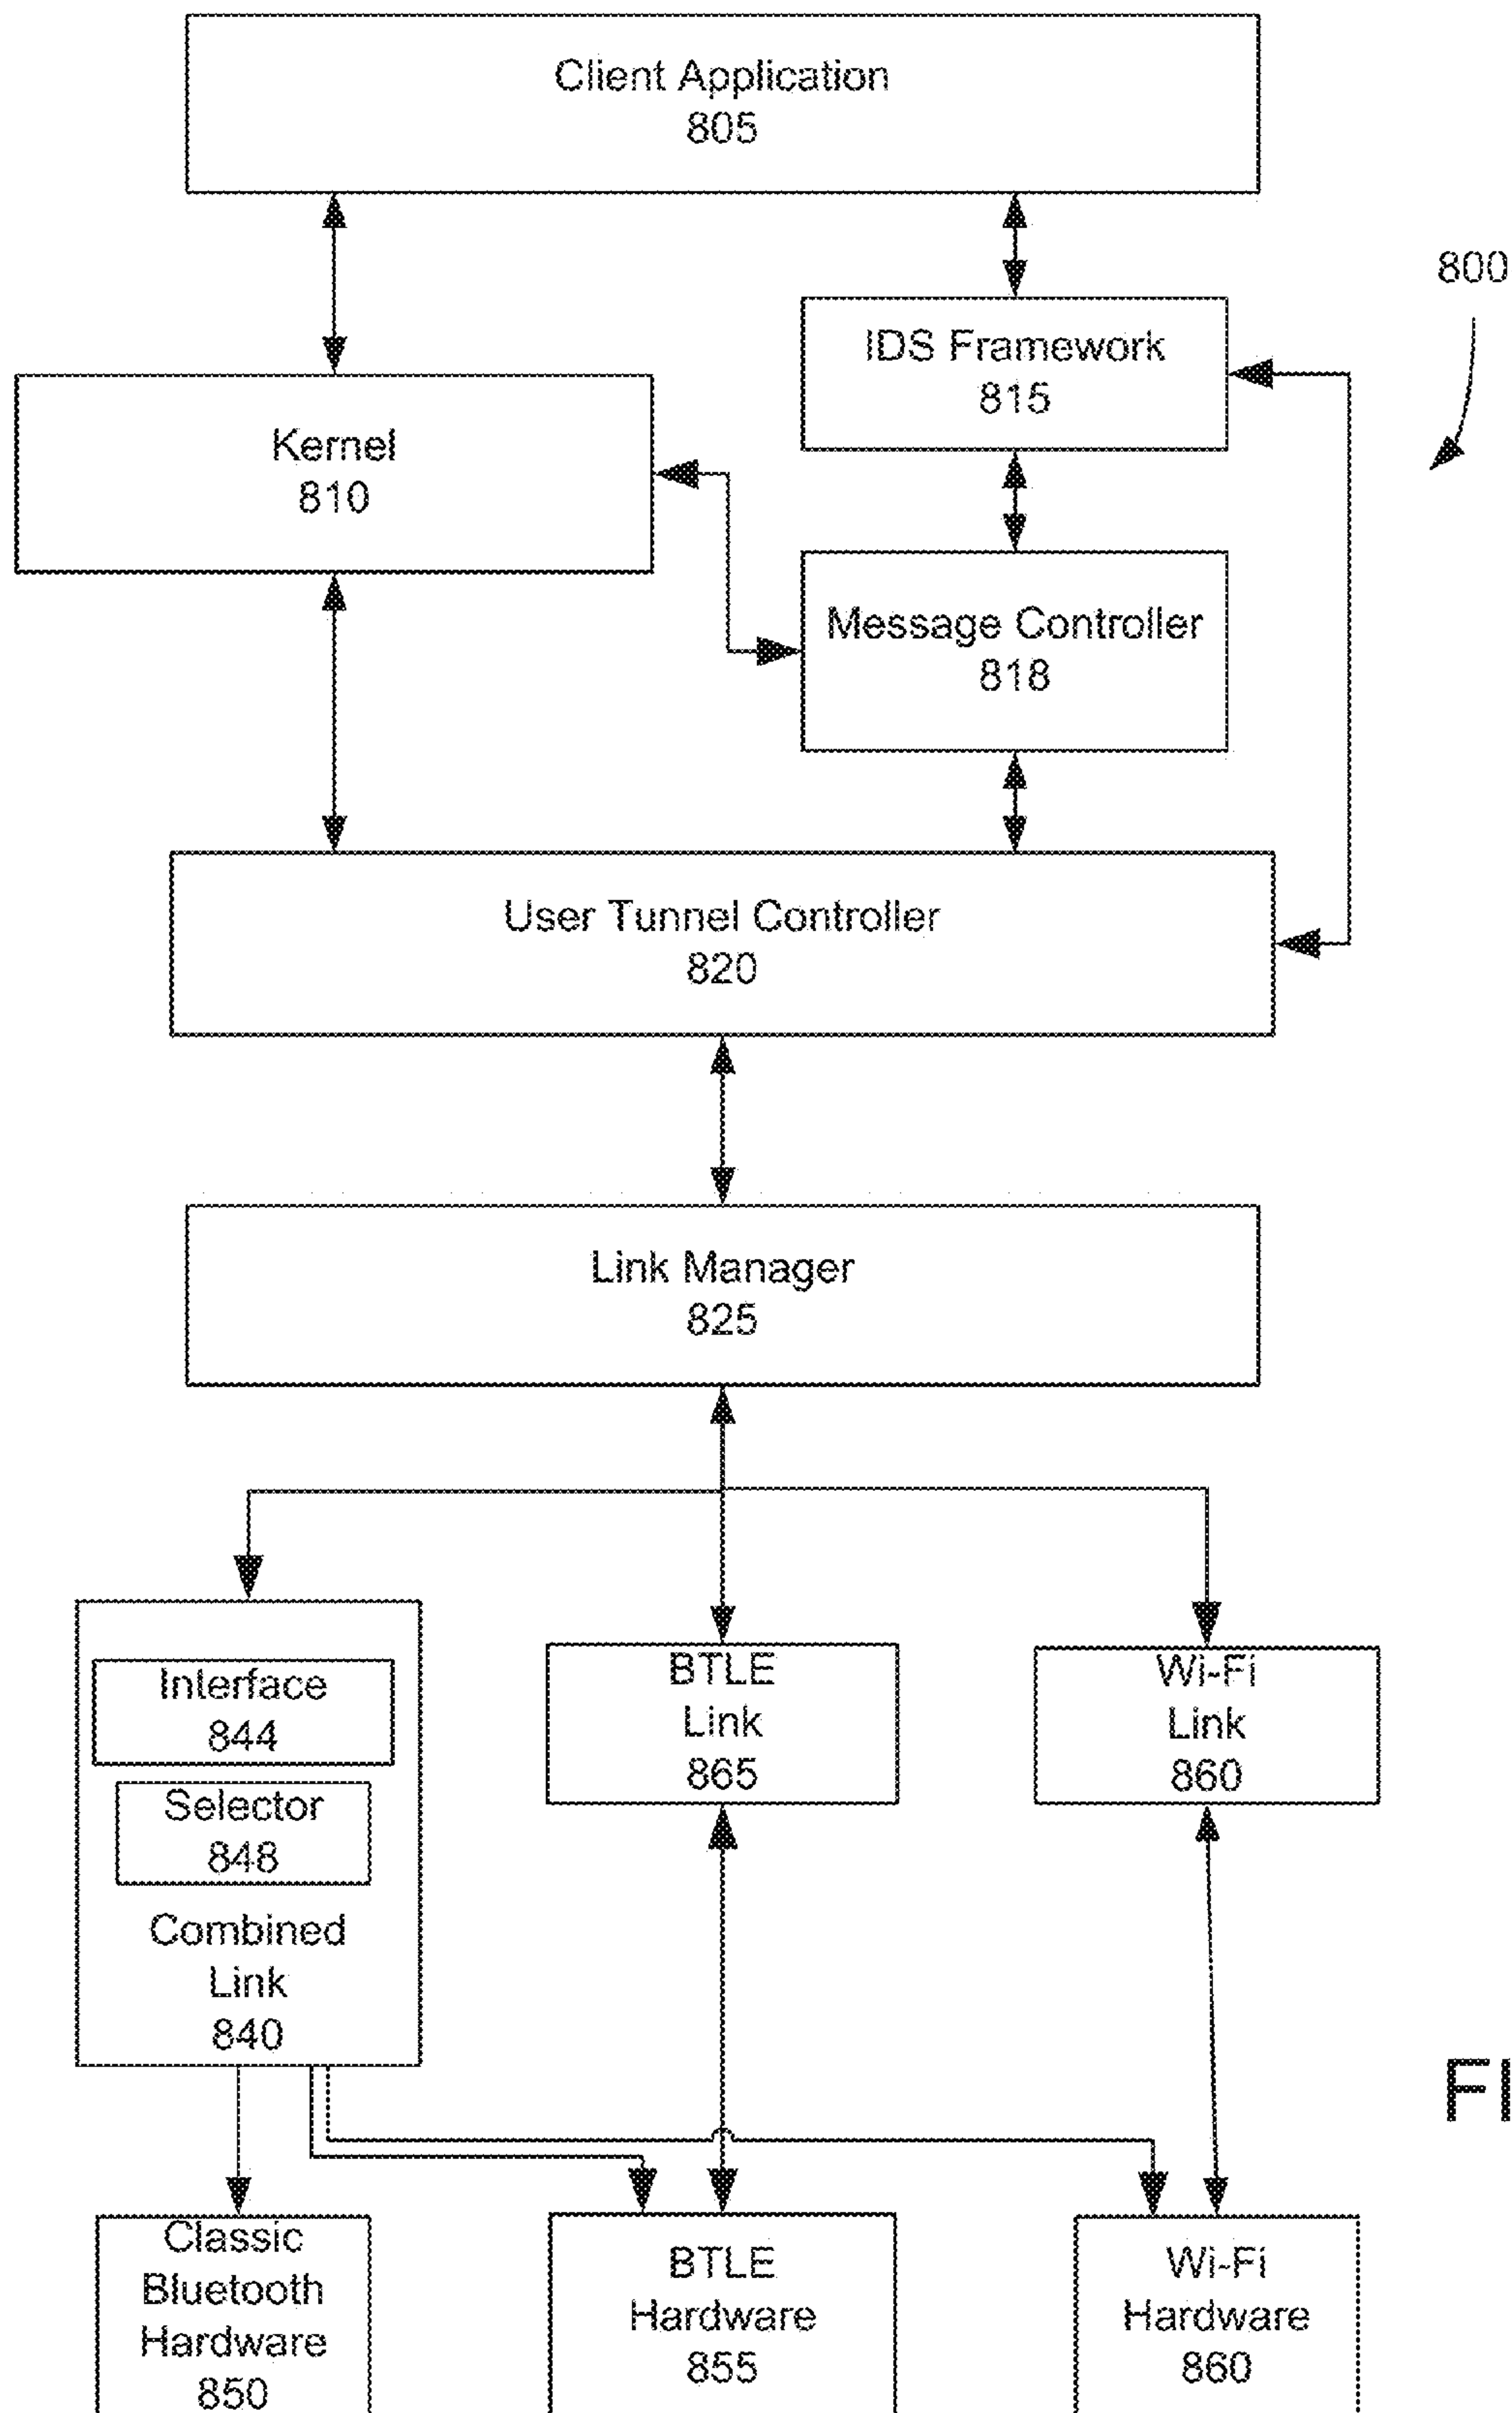 Client Application
805
800
IDS Framework
815
Kernel
810
Message Controller
818
User Tunnel Controller
820
Link Manager
825
Interface
844
Selector
848
Combined
Link
840
BTLE
Link
865
Wi-Fi
Link
860
FI
Classic
Bluetooth
Hardware
850
BTLE
Hardware
855
Wi-Fi
Hardware
860